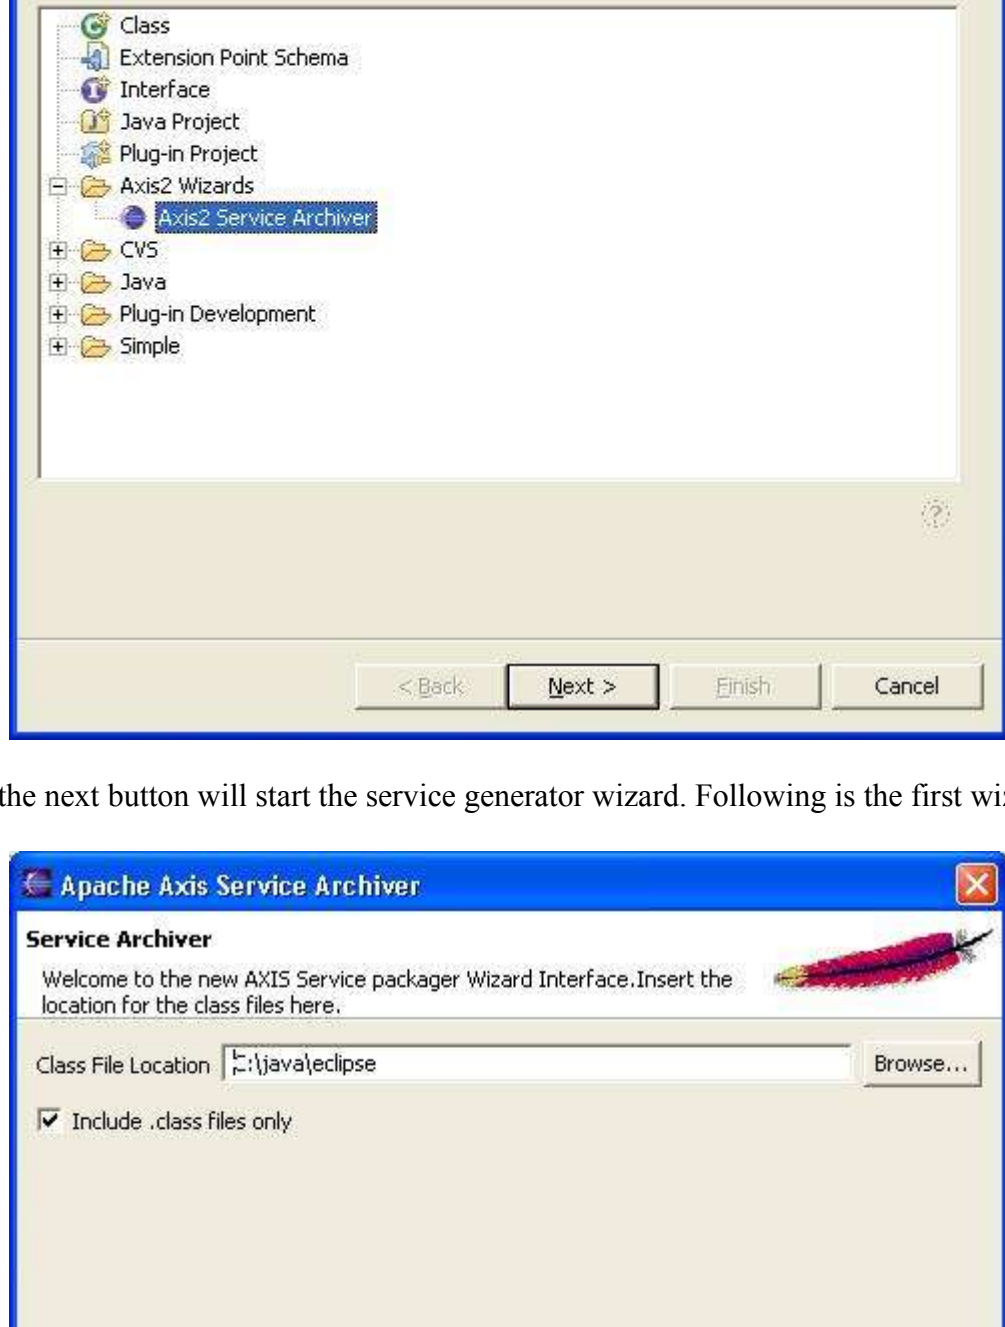 Class
Extension Point Schema
Interface
Java Project
Plug-in Project
Axis2 Wizards
Axis2 Service Archiver
CVS
Java
Plug-in Development
Simple
?
< Back Next > Finish Cancel
the next button will start the service generator wizard. Following is the first
Apache Axis Service Archiver
Service Archiver
Welcome to the new AXIS Service packager Wizard Interface.Insert the
location for the class files here.
Class File Location C:\java\eclipse Browse...
Include .class files only